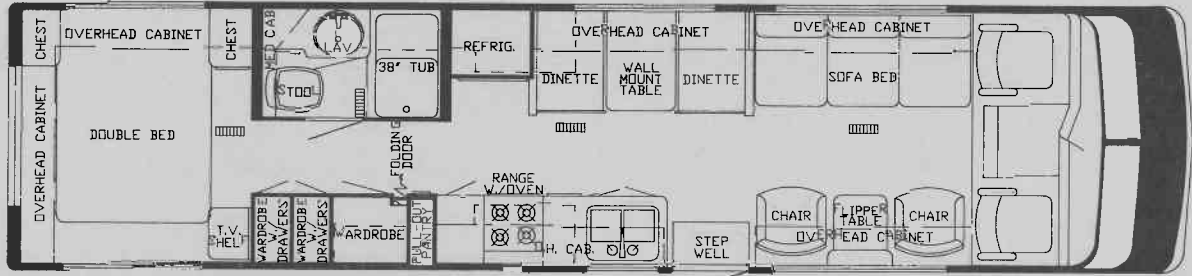 CHEST
OVERHEAD CABINET
CHEST
MED CAB
LAV.
38" TUB
STOOL
REFRIG.
OVERHEAD CABINET
DINETTE
WALL
MOUNT
TABLE
DINETTE
OVERHEAD CABINET
SOFA BED
OVERHEAD CABINET
DOUBLE BED
FOLDING
DOOR
T.V.
SHELF
WARDROBE
W/
DRAWERS
WARDROBE
W/
DRAWERS
WARDROBE
PULL-OUT
PANTRY
RANGE
W./OVEN
O.H. CAB.
STEP
WELL
CHAIR
FLIPPER
TABLE
CHAIR
OVERHEAD CABINET